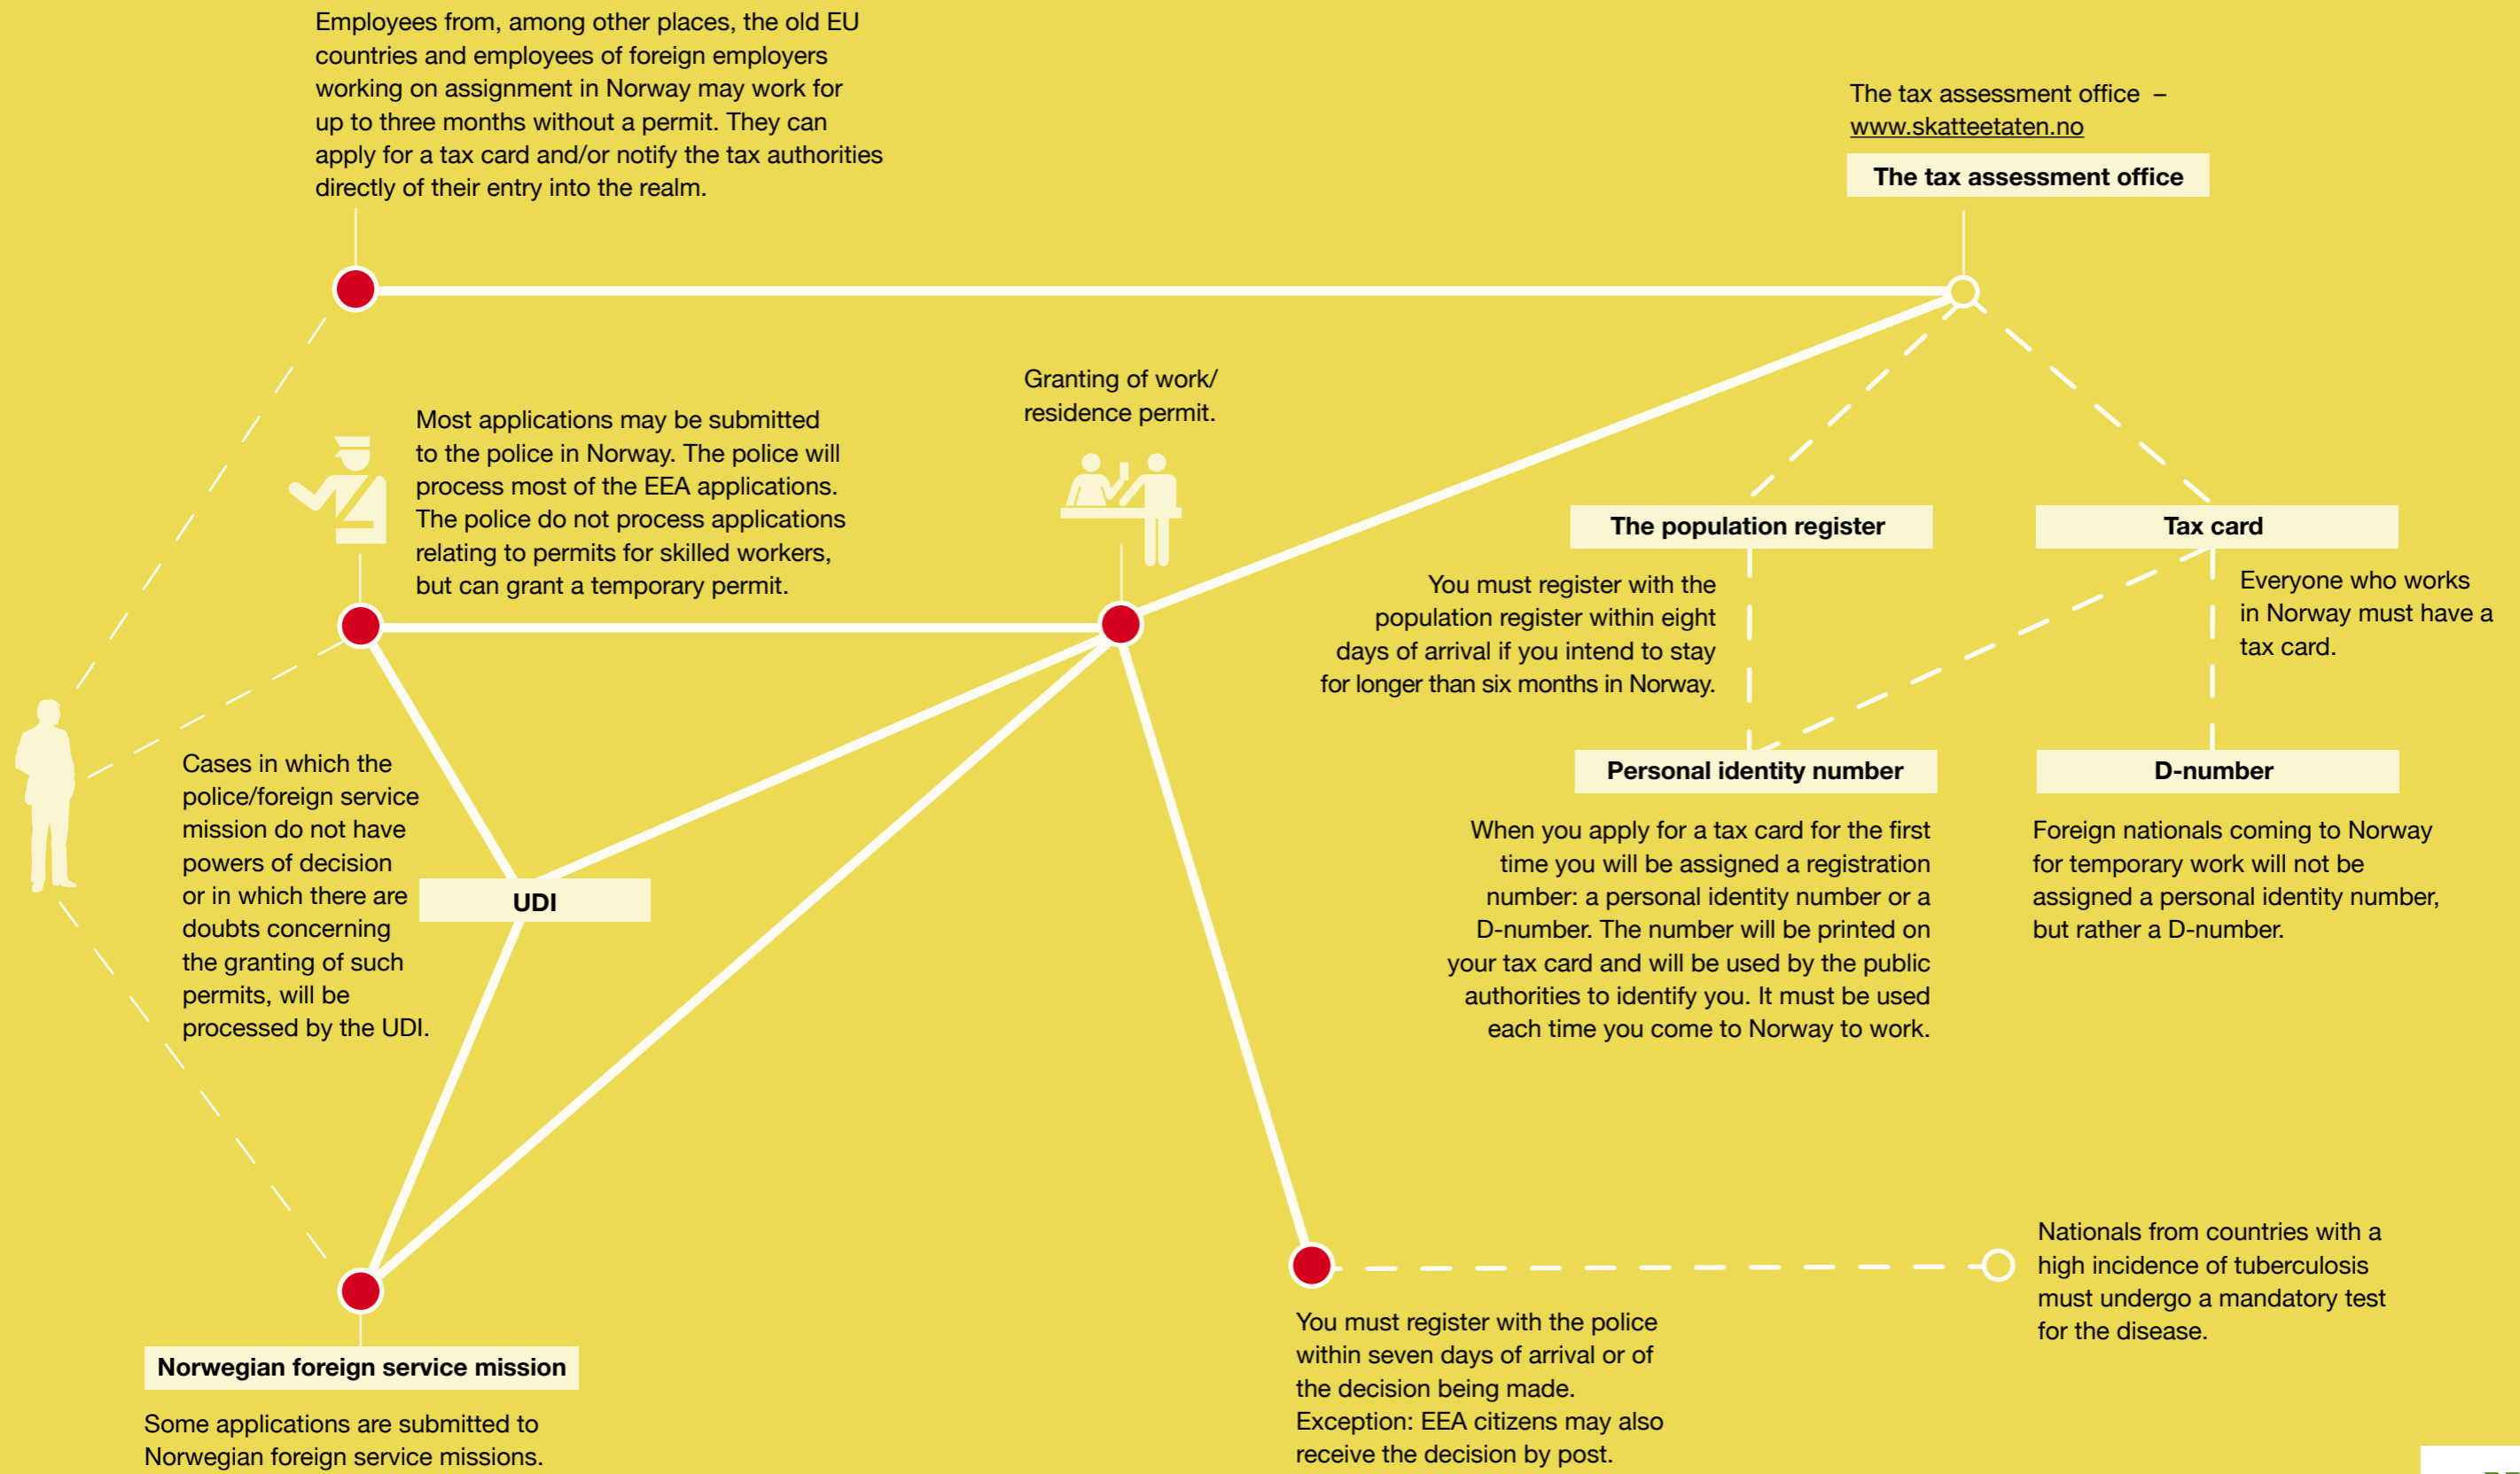 Employees from, among other places, the old EU
countries and employees of foreign employers
working on assignment in Norway may work for
up to three months without a permit. They can
apply for a tax card and/or notify the tax authorities
directly of their entry into the realm.
The tax assessment office –
www.skatteetaten.no
The tax assessment office
Most applications may be submitted
to the police in Norway. The police will
process most of the EEA applications.
The police do not process applications
relating to permits for skilled workers,
but can grant a temporary permit.
Granting of work/
residence permit.
The population register
You must register with the
population register within eight
days of arrival if you intend to stay
for longer than six months in Norway.
Tax card
Everyone who works
in Norway must have a
tax card.
Cases in which the
police/foreign service
mission do not have
powers of decision
or in which there are
doubts concerning
the granting of such
permits, will be
processed by the UDI.
UDI
Personal identity number
When you apply for a tax card for the first
time you will be assigned a registration
number: a personal identity number or a
D-number. The number will be printed on
your tax card and will be used by the public
authorities to identify you. It must be used
each time you come to Norway to work.
D-number
Foreign nationals coming to Norway
for temporary work will not be
assigned a personal identity number,
but rather a D-number.
Norwegian foreign service mission
Some applications are submitted to
Norwegian foreign service missions.
You must register with the police
within seven days of arrival or of
the decision being made.
Exception: EEA citizens may also
receive the decision by post.
Nationals from countries with a
high incidence of tuberculosis
must undergo a mandatory test
for the disease.